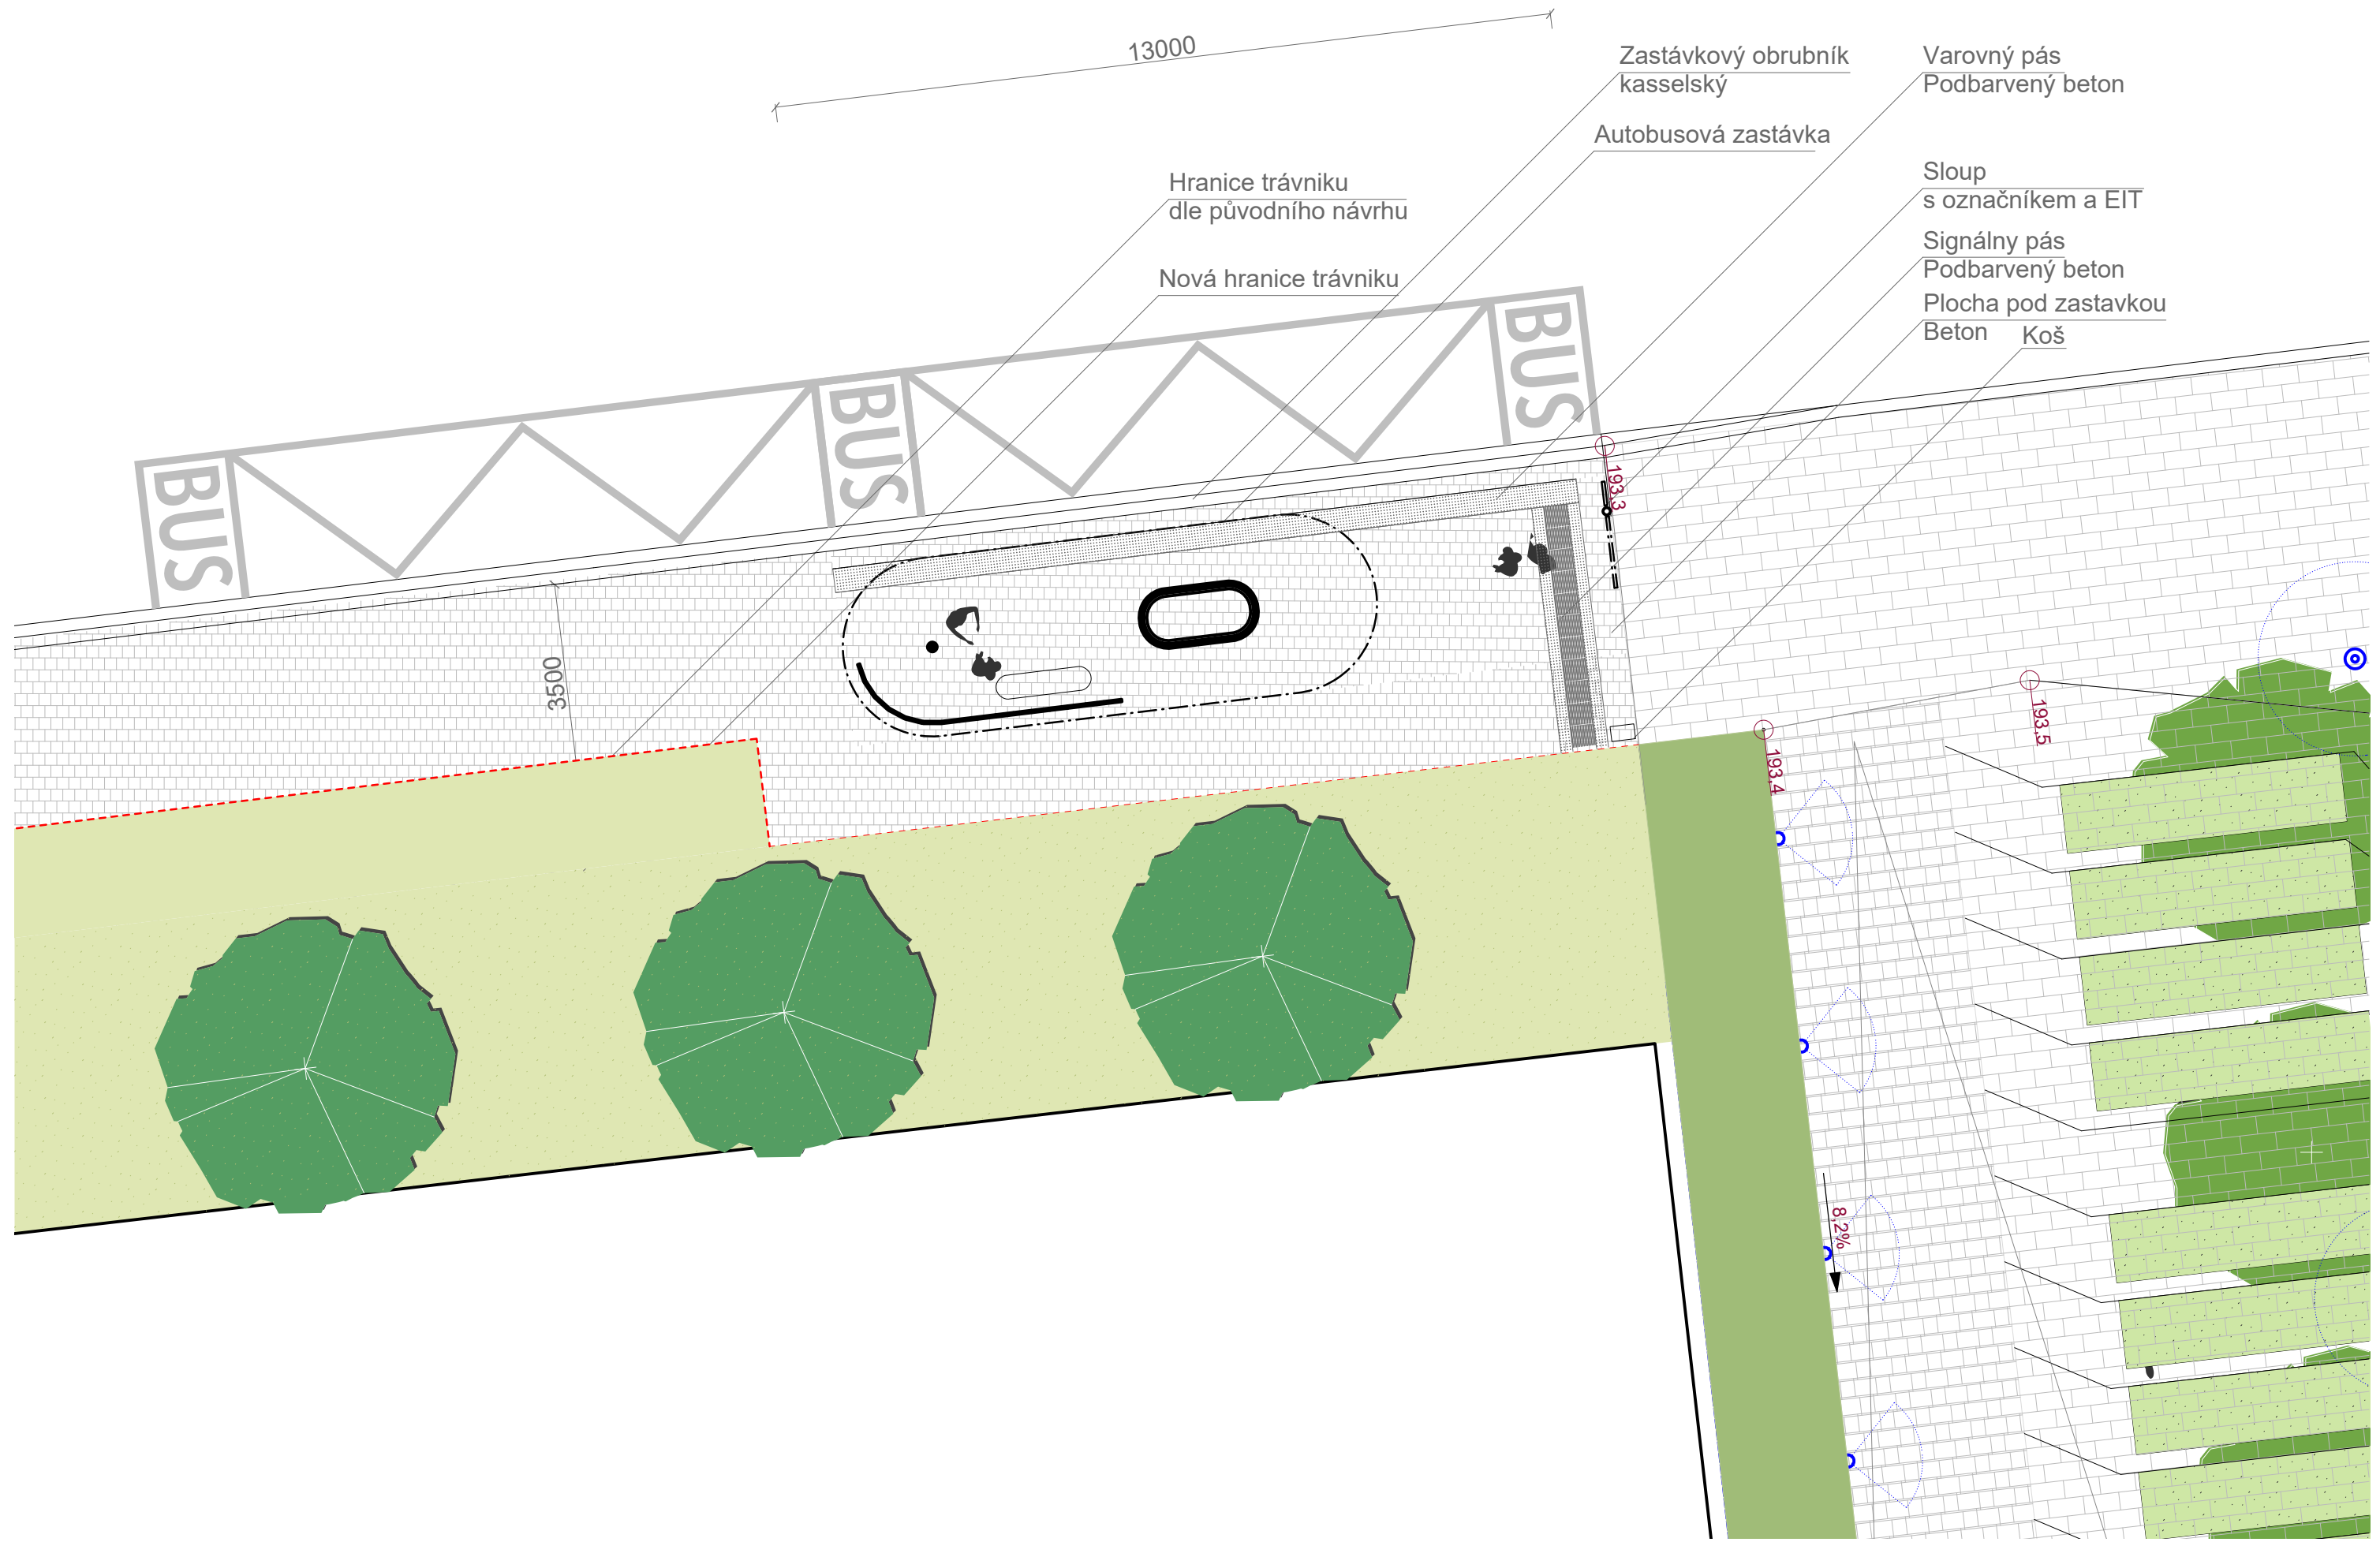 13000
Zastávkový obrubník
kasselský
Varovný pás
Podbarvený beton
Autobusová zastávka
Hranice trávniku
dle původního návrhu
Sloup
s označníkem a EIT
Signálny pás
Podbarvený beton
Nová hranice trávniku
Plocha pod zastavkou
Beton
Koš
BUS
BUS
BUS
193,3
3500
193,5
193,4
8,2%